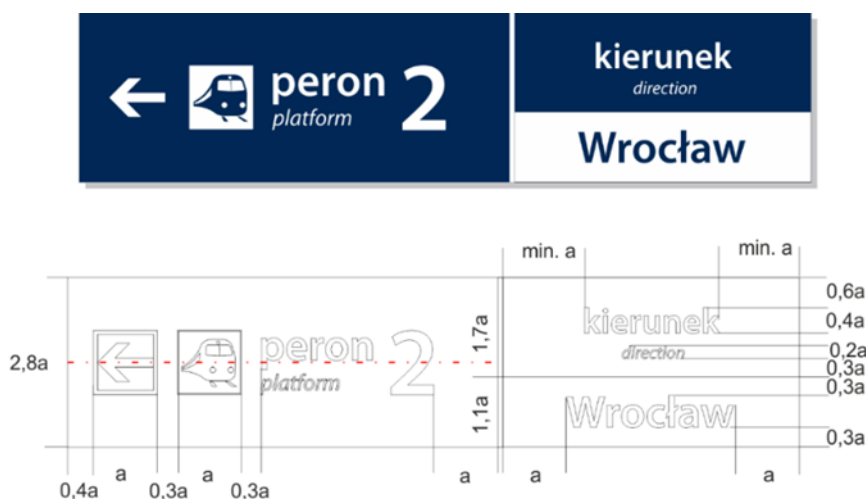 peron
platform
2
kierunek
direction
Wrocław
min. a
min. a
2,8a
peron
platform
2
1,7a
1,1a
kierunek
direction
Wrocław
0,6a
0,4a
0,2a
0,3a
0,3a
0,3a
0,4a
a
0,3a
a
0,3a
a
a
a